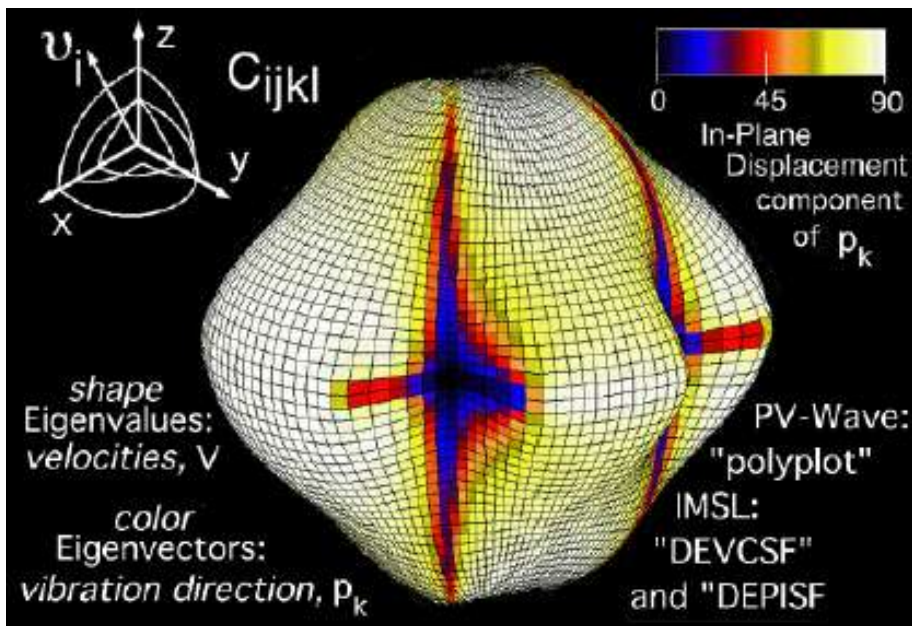 υi
z
y
x
Cijkl
0 45 90
In-Plane
Displacement
component
of pk
shape
Eigenvalues:
velocities, V
color
Eigenvectors:
vibration direction, pk
PV-Wave:
"polyplot"
IMSL:
"DEVCSF"
and "DEPISF